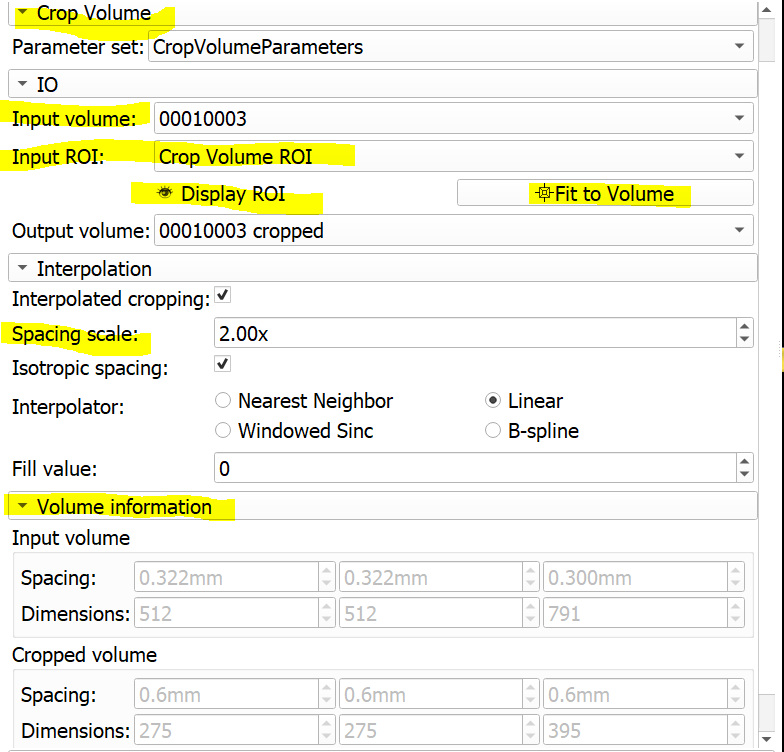 Crop Volume
Parameter set: CropVolumeParameters
IO
Input volume: 00010003
Input ROI: Crop Volume ROI
Display ROI Fit to Volume
Output volume: 00010003 cropped
Interpolation
Interpolated cropping:
Spacing scale: 2.00x
Isotropic spacing:
Interpolator: Nearest Neighbor Linear
Windowed Sinc B-spline
Fill value: 0
Volume information
Input volume
Spacing: 0.322mm 0.322mm 0.300mm
Dimensions: 512 512 791
Cropped volume
Spacing: 0.6mm 0.6mm 0.6mm
Dimensions: 275 275 395